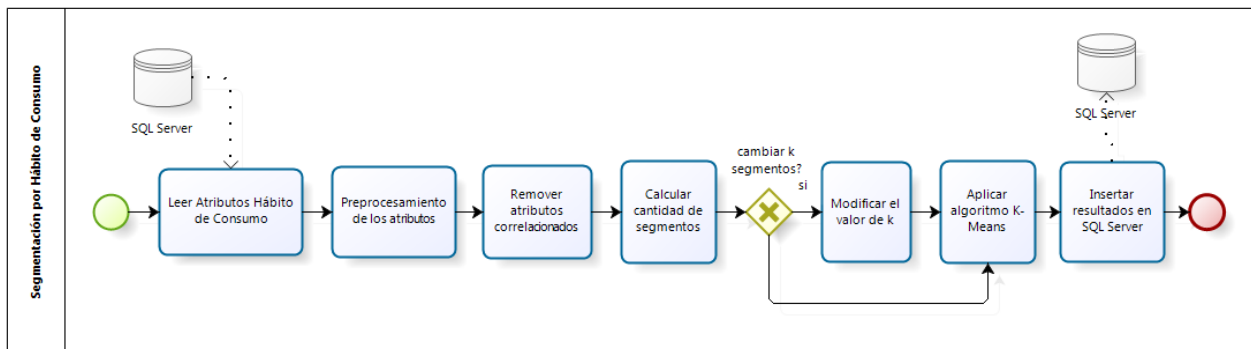 Segmentación por Hábito de Consumo
SQL Server
Leer Atributos Hábito
de Consumo
Preprocesamiento
de los atributos
Remover
atributos
correlacionados
Calcular
cantidad de
segmentos
cambiar k
segmentos?
si
Modificar el
valor de k
Aplicar
algoritmo K-
Means
SQL Server
Insertar
resultados en
SQL Server